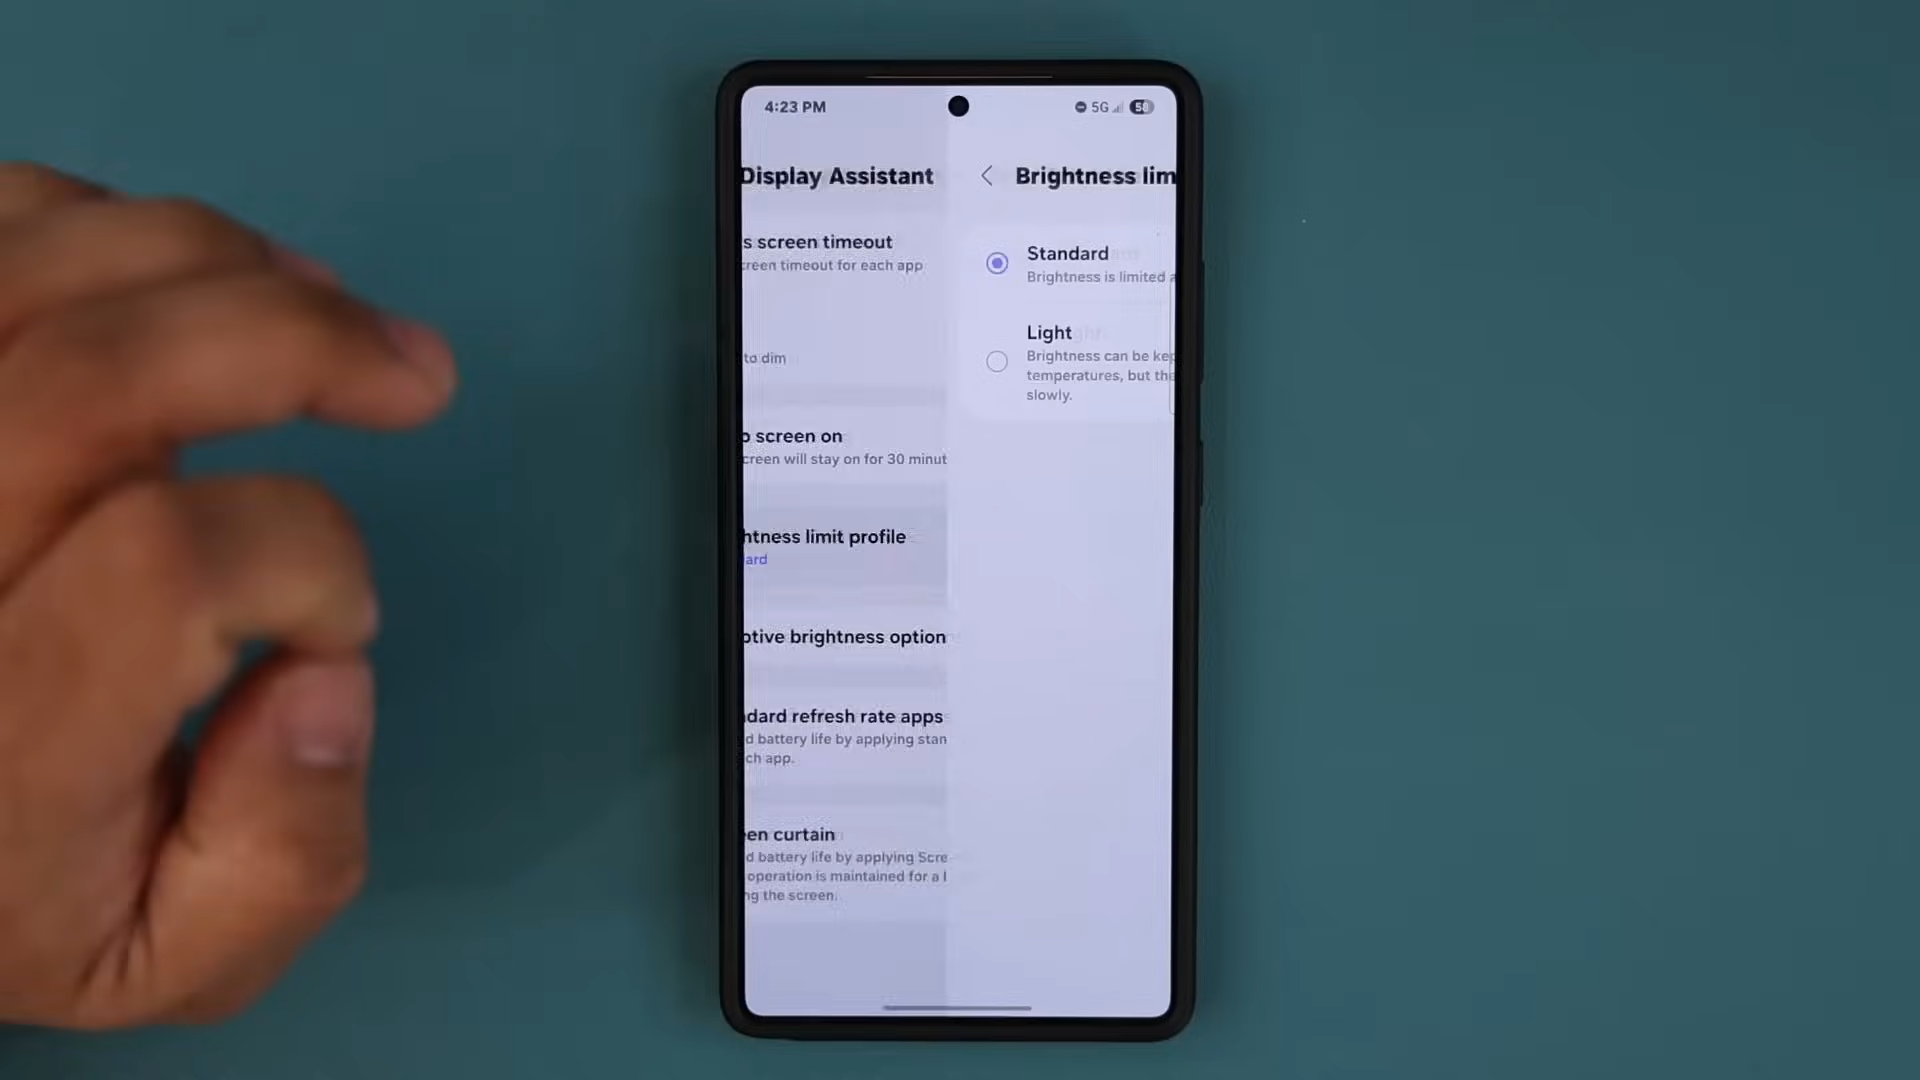 4:23 PM
5G
Display Assistant
s screen timeout
creen timeout for each app
to dim
screen on
creen will stay on for 30 minut
htness limit profile
ard
ptive brightness option
dard refresh rate apps
d battery life by applying stan
ch app.
en curtain
d battery life by applying Scre
operation is maintained for a l
ng the screen.
Brightness lim
Standard
Brightness is limited a
Light
Brightness can be kep
temperatures, but the
slowly.